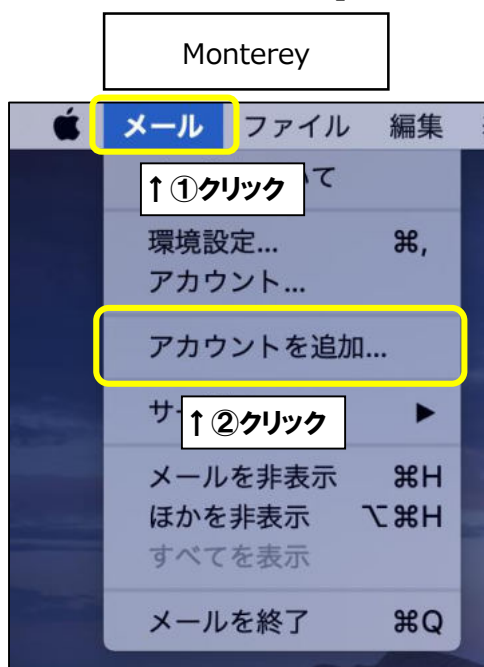 Monterey
メール ファイル 編集
↑①クリック
いて
環境設定... ⌘,
アカウント...
アカウントを追加...
サ
↑②クリック
メールを非表示 ⌘H
ほかを非表示 ⌥⌘H
すべてを表示
メールを終了 ⌘Q